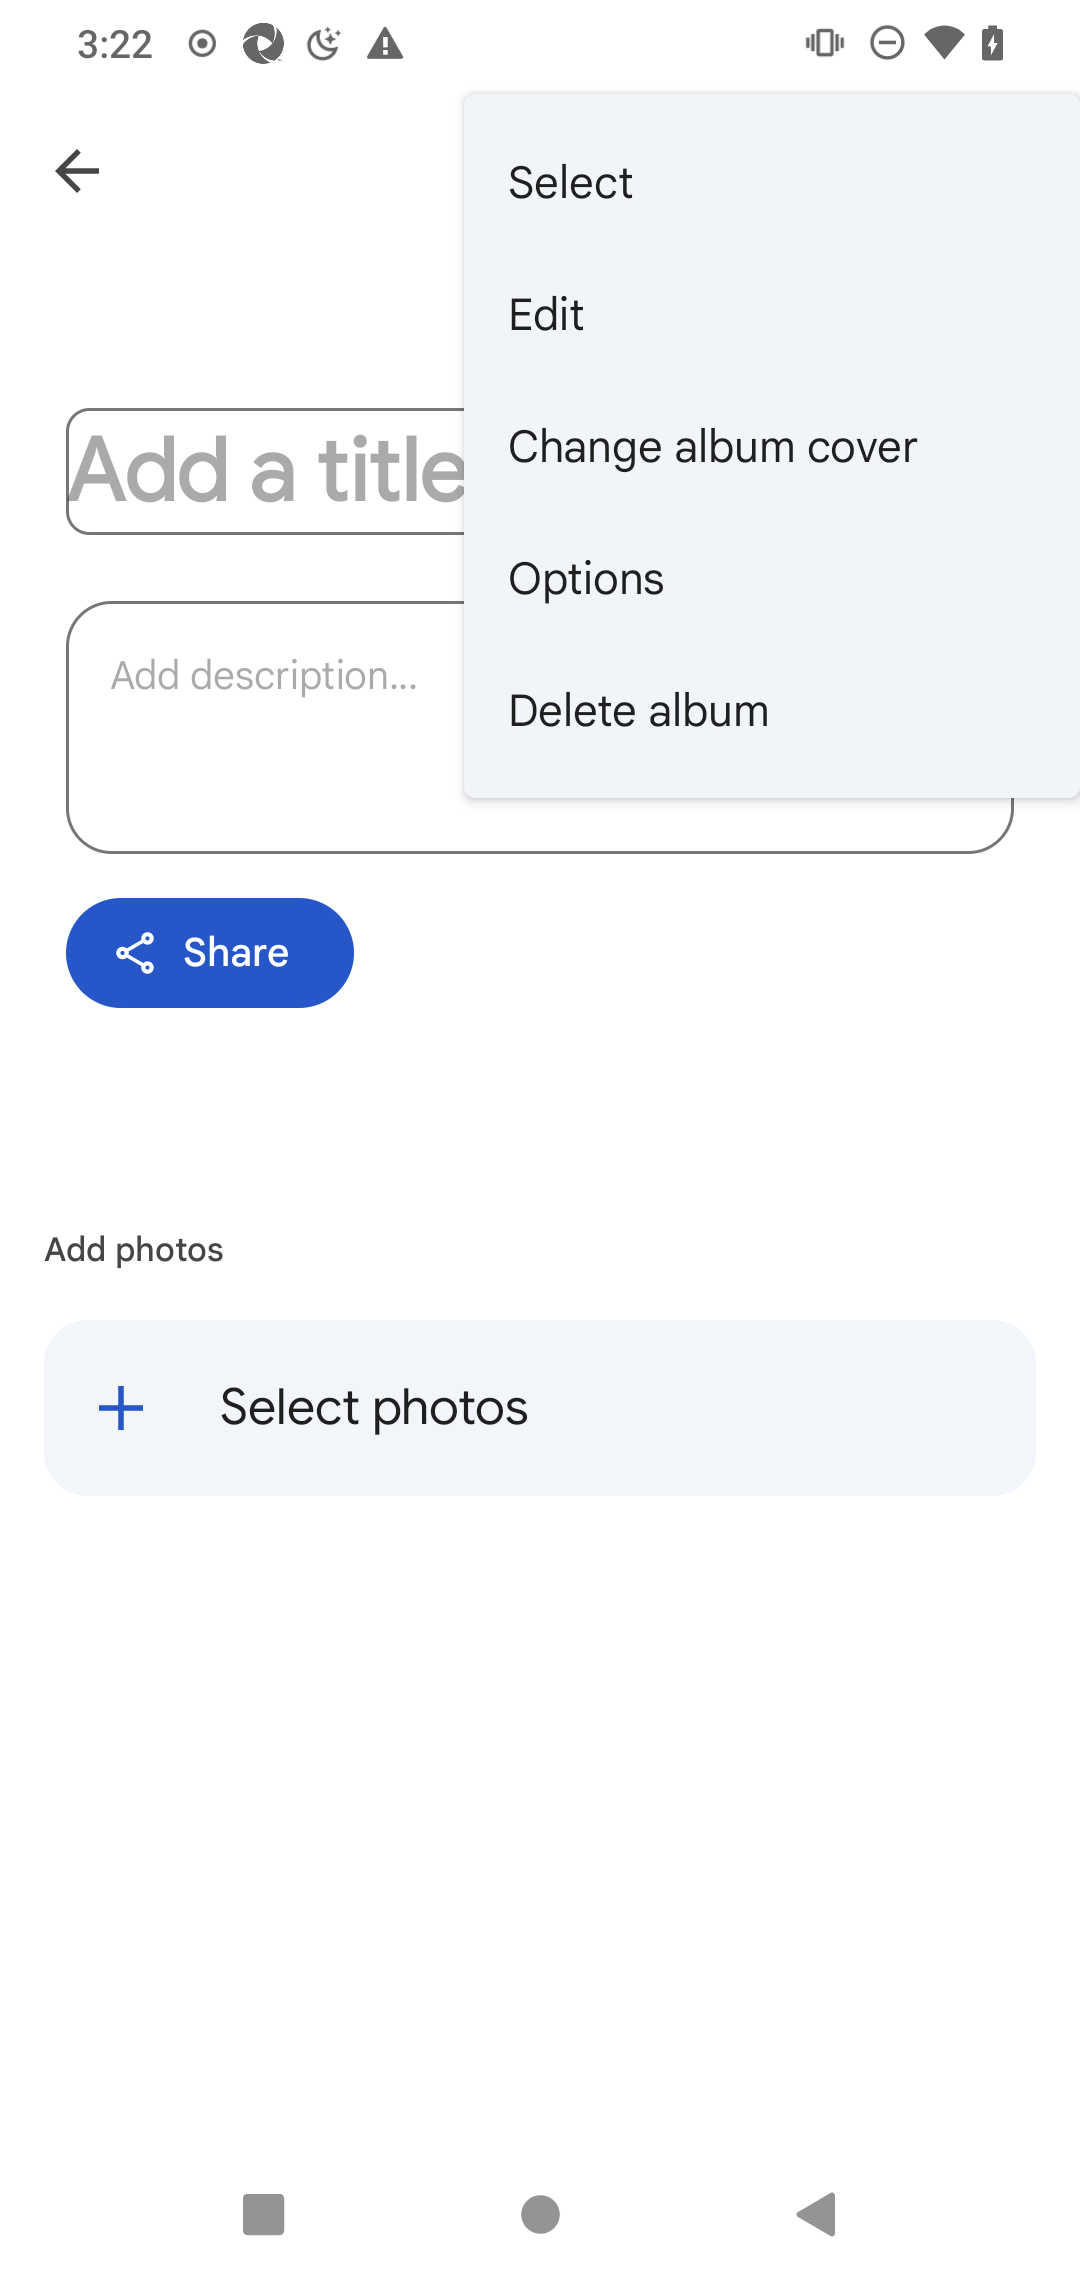 3:22
Select
Edit
Change album cover
Options
Delete album
Add a title
Add description...
Share
Add photos
Select photos